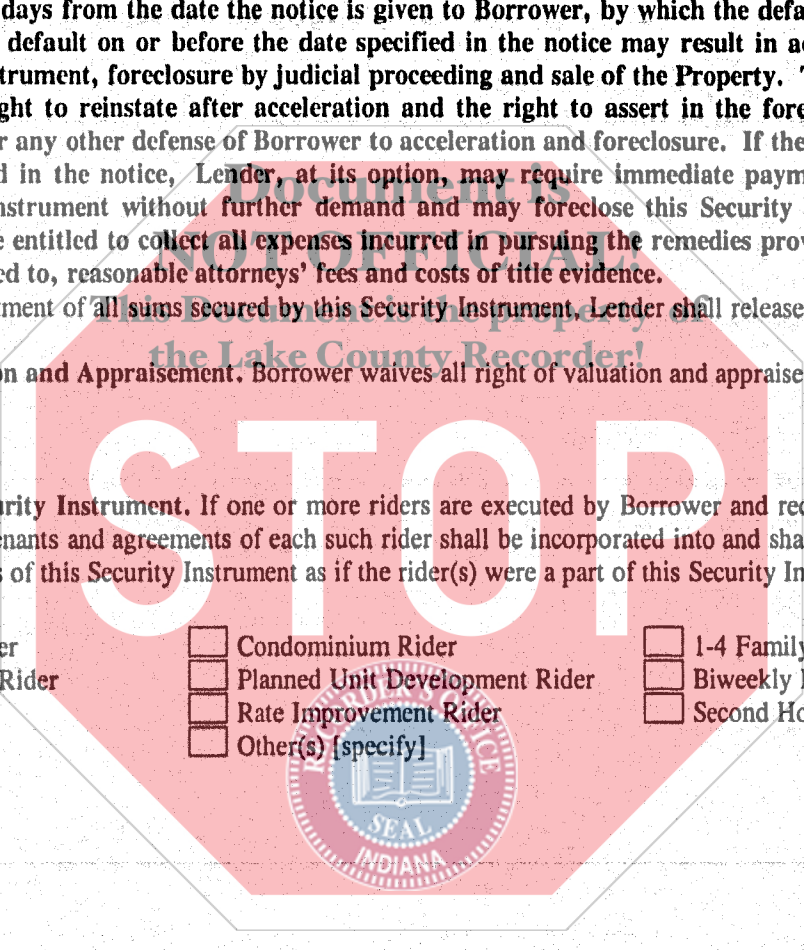 days from the date the notice is given to Borrower, by which the defa
default on or before the date specified in the notice may result in a
trument, foreclosure by judicial proceeding and sale of the Property.
ght to reinstate after acceleration and the right to assert in the fore
r any other defense of Borrower to acceleration and foreclosure. If the
d in the notice, Lender, at its option, may require immediate paym
Document is
nstrument without further demand and may foreclose this Security
NOT OFFICIAL!
e entitled to collect all expenses incurred in pursuing the remedies prov
ed to, reasonable attorneys' fees and costs of title evidence.
This Document is the property of
tment of all sums secured by this Security Instrument, Lender shall release
the Lake County Recorder!
on and Appraisement. Borrower waives all right of valuation and appraise
STOP
urity Instrument. If one or more riders are executed by Borrower and rec
enants and agreements of each such rider shall be incorporated into and sha
s of this Security Instrument as if the rider(s) were a part of this Security In
er Condominium Rider 1-4 Family
Rider Planned Unit Development Rider Biweekly
Rate Improvement Rider Second Ho
Other(s) [specify]
RECORDER'S OFFICE
SEAL
INDIANA